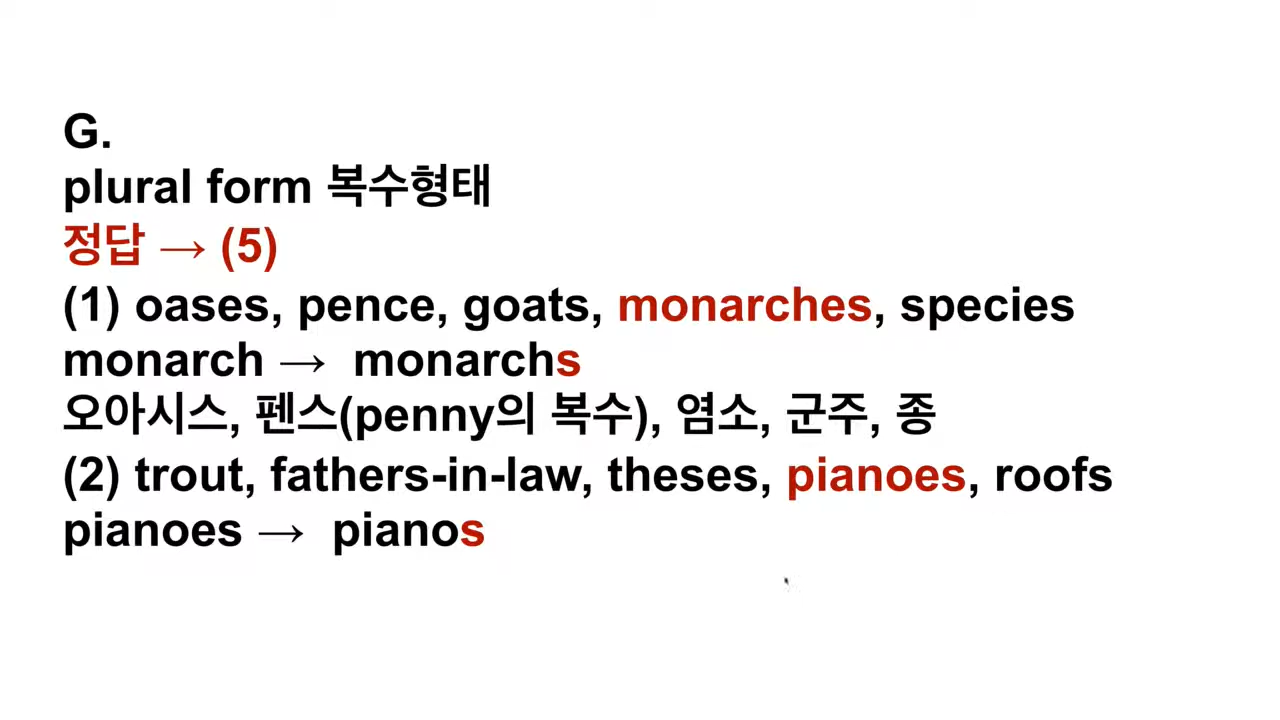 G.
plural form 복수형태
정답 → (5)
(1) oases, pence, goats, monarches, species
monarch → monarchs
오아시스, 펜스(penny의 복수), 염소, 군주, 종
(2) trout, fathers-in-law, theses, pianoes, roofs
pianoes → pianos